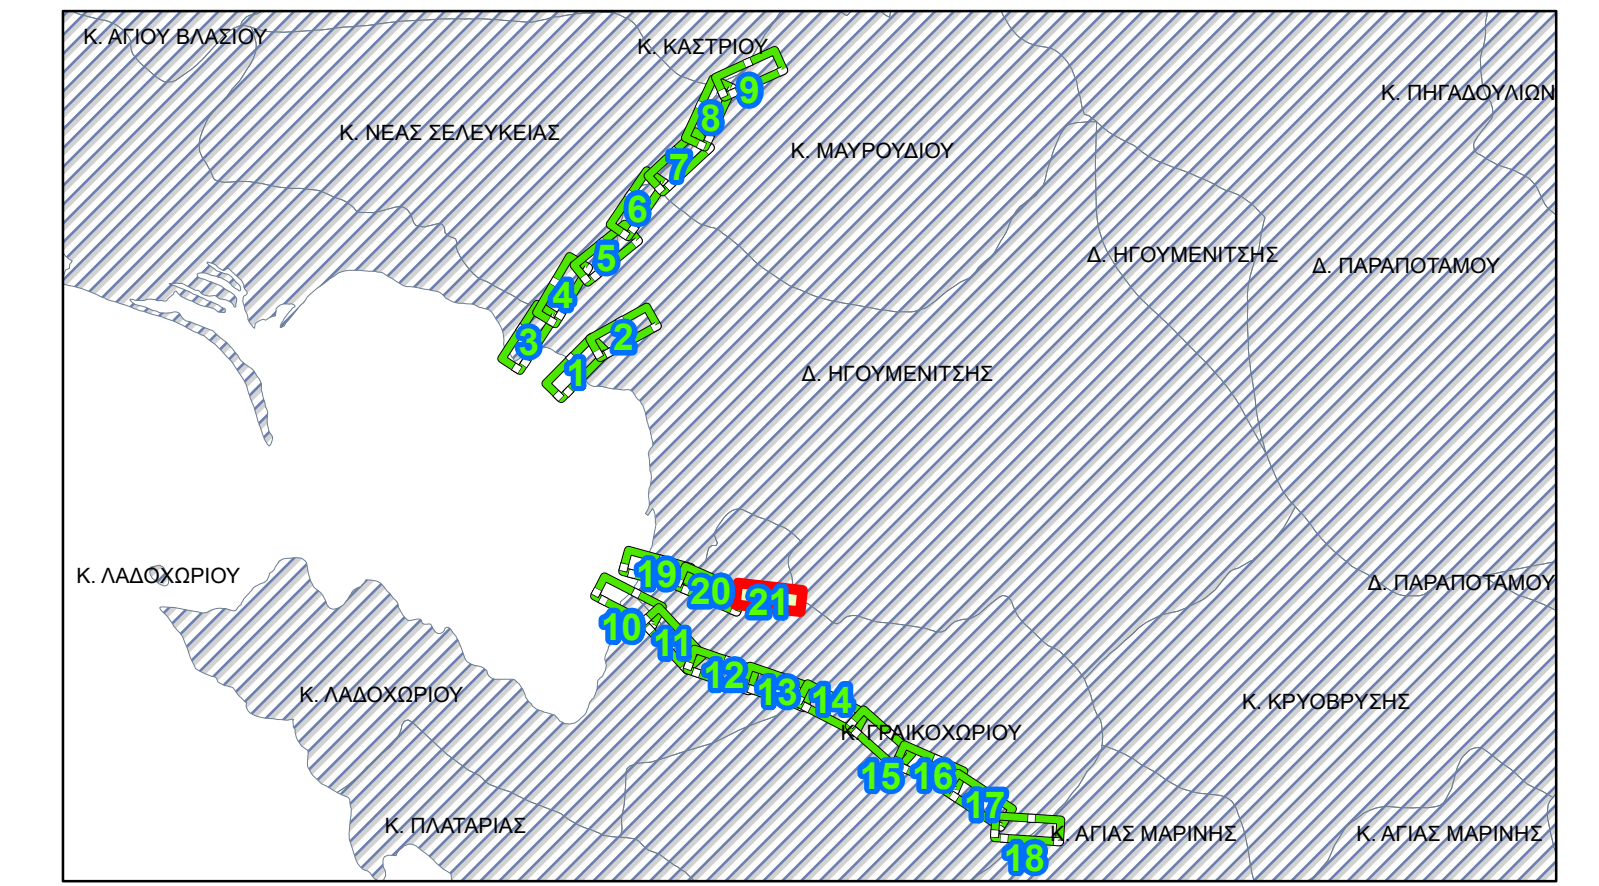 Κ. ΑΓΙΟΥ ΒΛΑΣΙΟΥ
Κ. ΚΑΣΤΡΙΟΥ
9
Κ. ΠΗΓΑΔΟΥΛΙΩΝ
8
Κ. ΝΕΑΣ ΣΕΛΕΥΚΕΙΑΣ
Κ. ΜΑΥΡΟΥΔΙΟΥ
7
6
5
Δ. ΗΓΟΥΜΕΝΙΤΣΗΣ
Δ. ΠΑΡΑΠΟΤΑΜΟΥ
4
3
2
1
Δ. ΗΓΟΥΜΕΝΙΤΣΗΣ
Κ. ΛΑΔΟΧΩΡΙΟΥ
19
20
21
Δ. ΠΑΡΑΠΟΤΑΜΟΥ
10
11
12
13
14
Κ. ΛΑΔΟΧΩΡΙΟΥ
Κ. ΚΡΥΟΒΡΥΣΗΣ
Κ. ΓΡΑΙΚΟΧΩΡΙΟΥ
15
16
17
Κ. ΠΛΑΤΑΡΙΑΣ
Κ. ΑΓΙΑΣ ΜΑΡΙΝΗΣ
Κ. ΑΓΙΑΣ ΜΑΡΙΝΗΣ
18